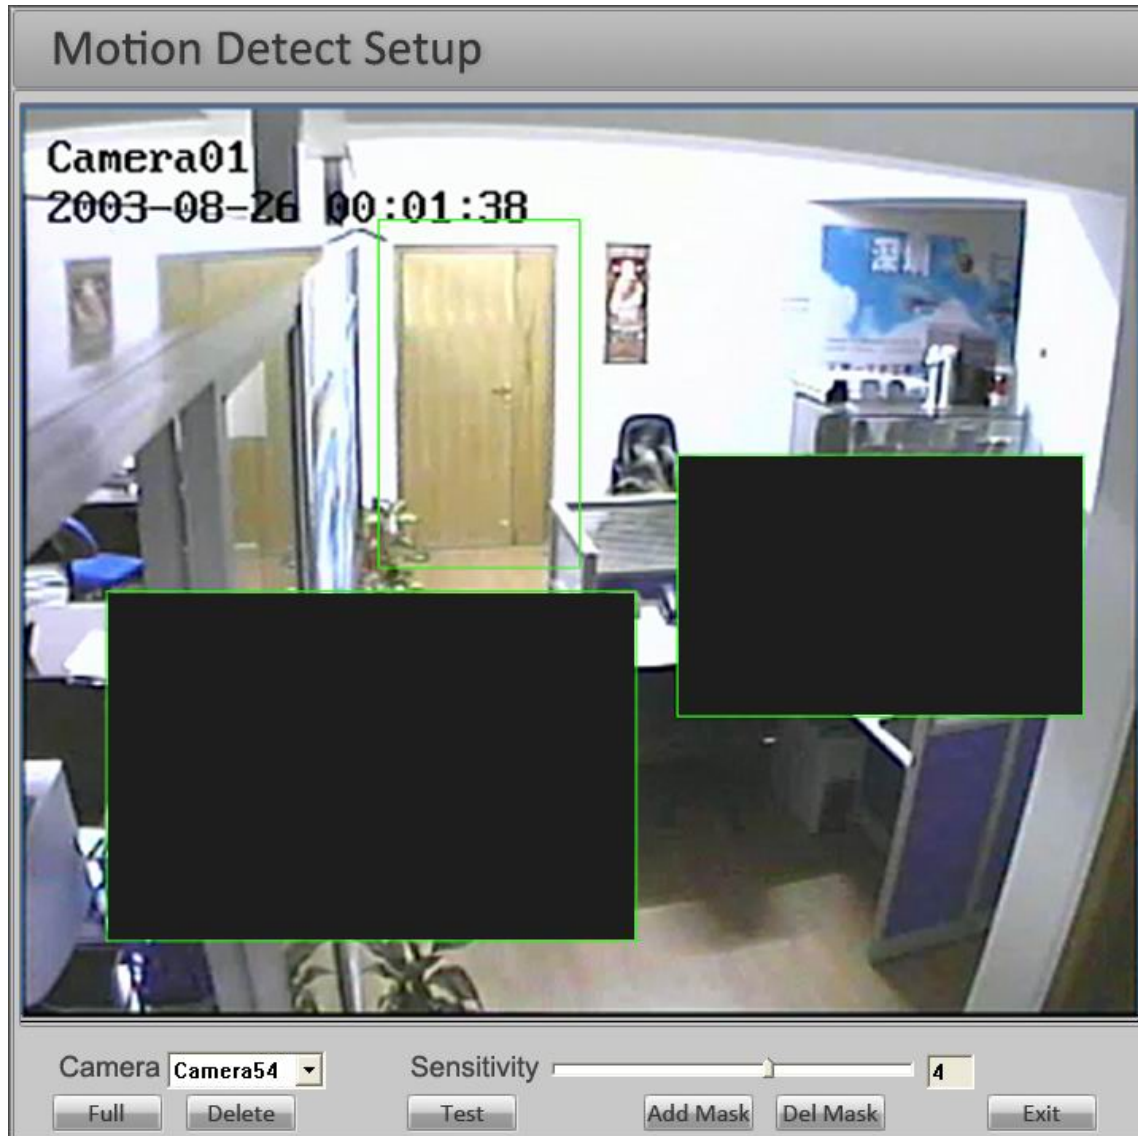 Motion Detect Setup
Camera01
2003-08-26 00:01:38
深圳
Camera Camera54 Sensitivity 4
Full Delete Test Add Mask Del Mask Exit